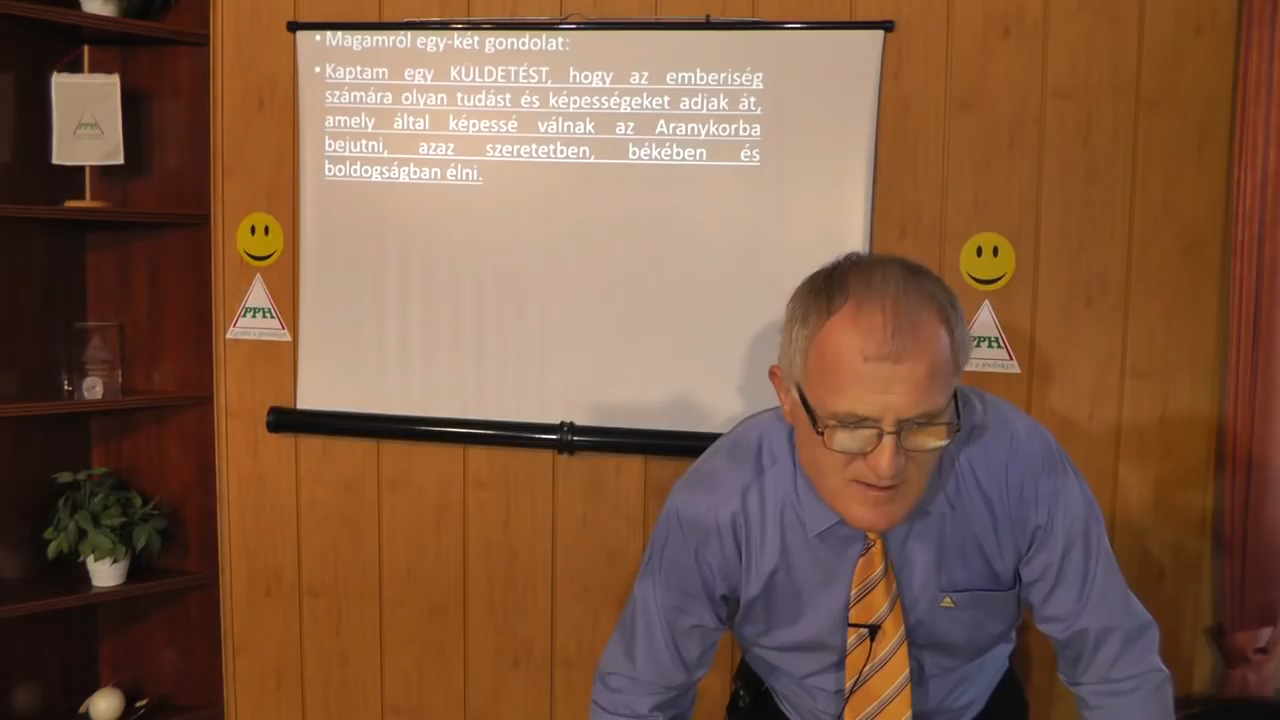 • Magamról egy-két gondolat:
• Kaptam egy KÜLDETÉST, hogy az emberiség
számára olyan tudást és képességeket adjak át,
amely által képessé válnak az Aranykorba
bejutni, azaz szeretetben, békében és
boldogságban élni.
PPH
PPH